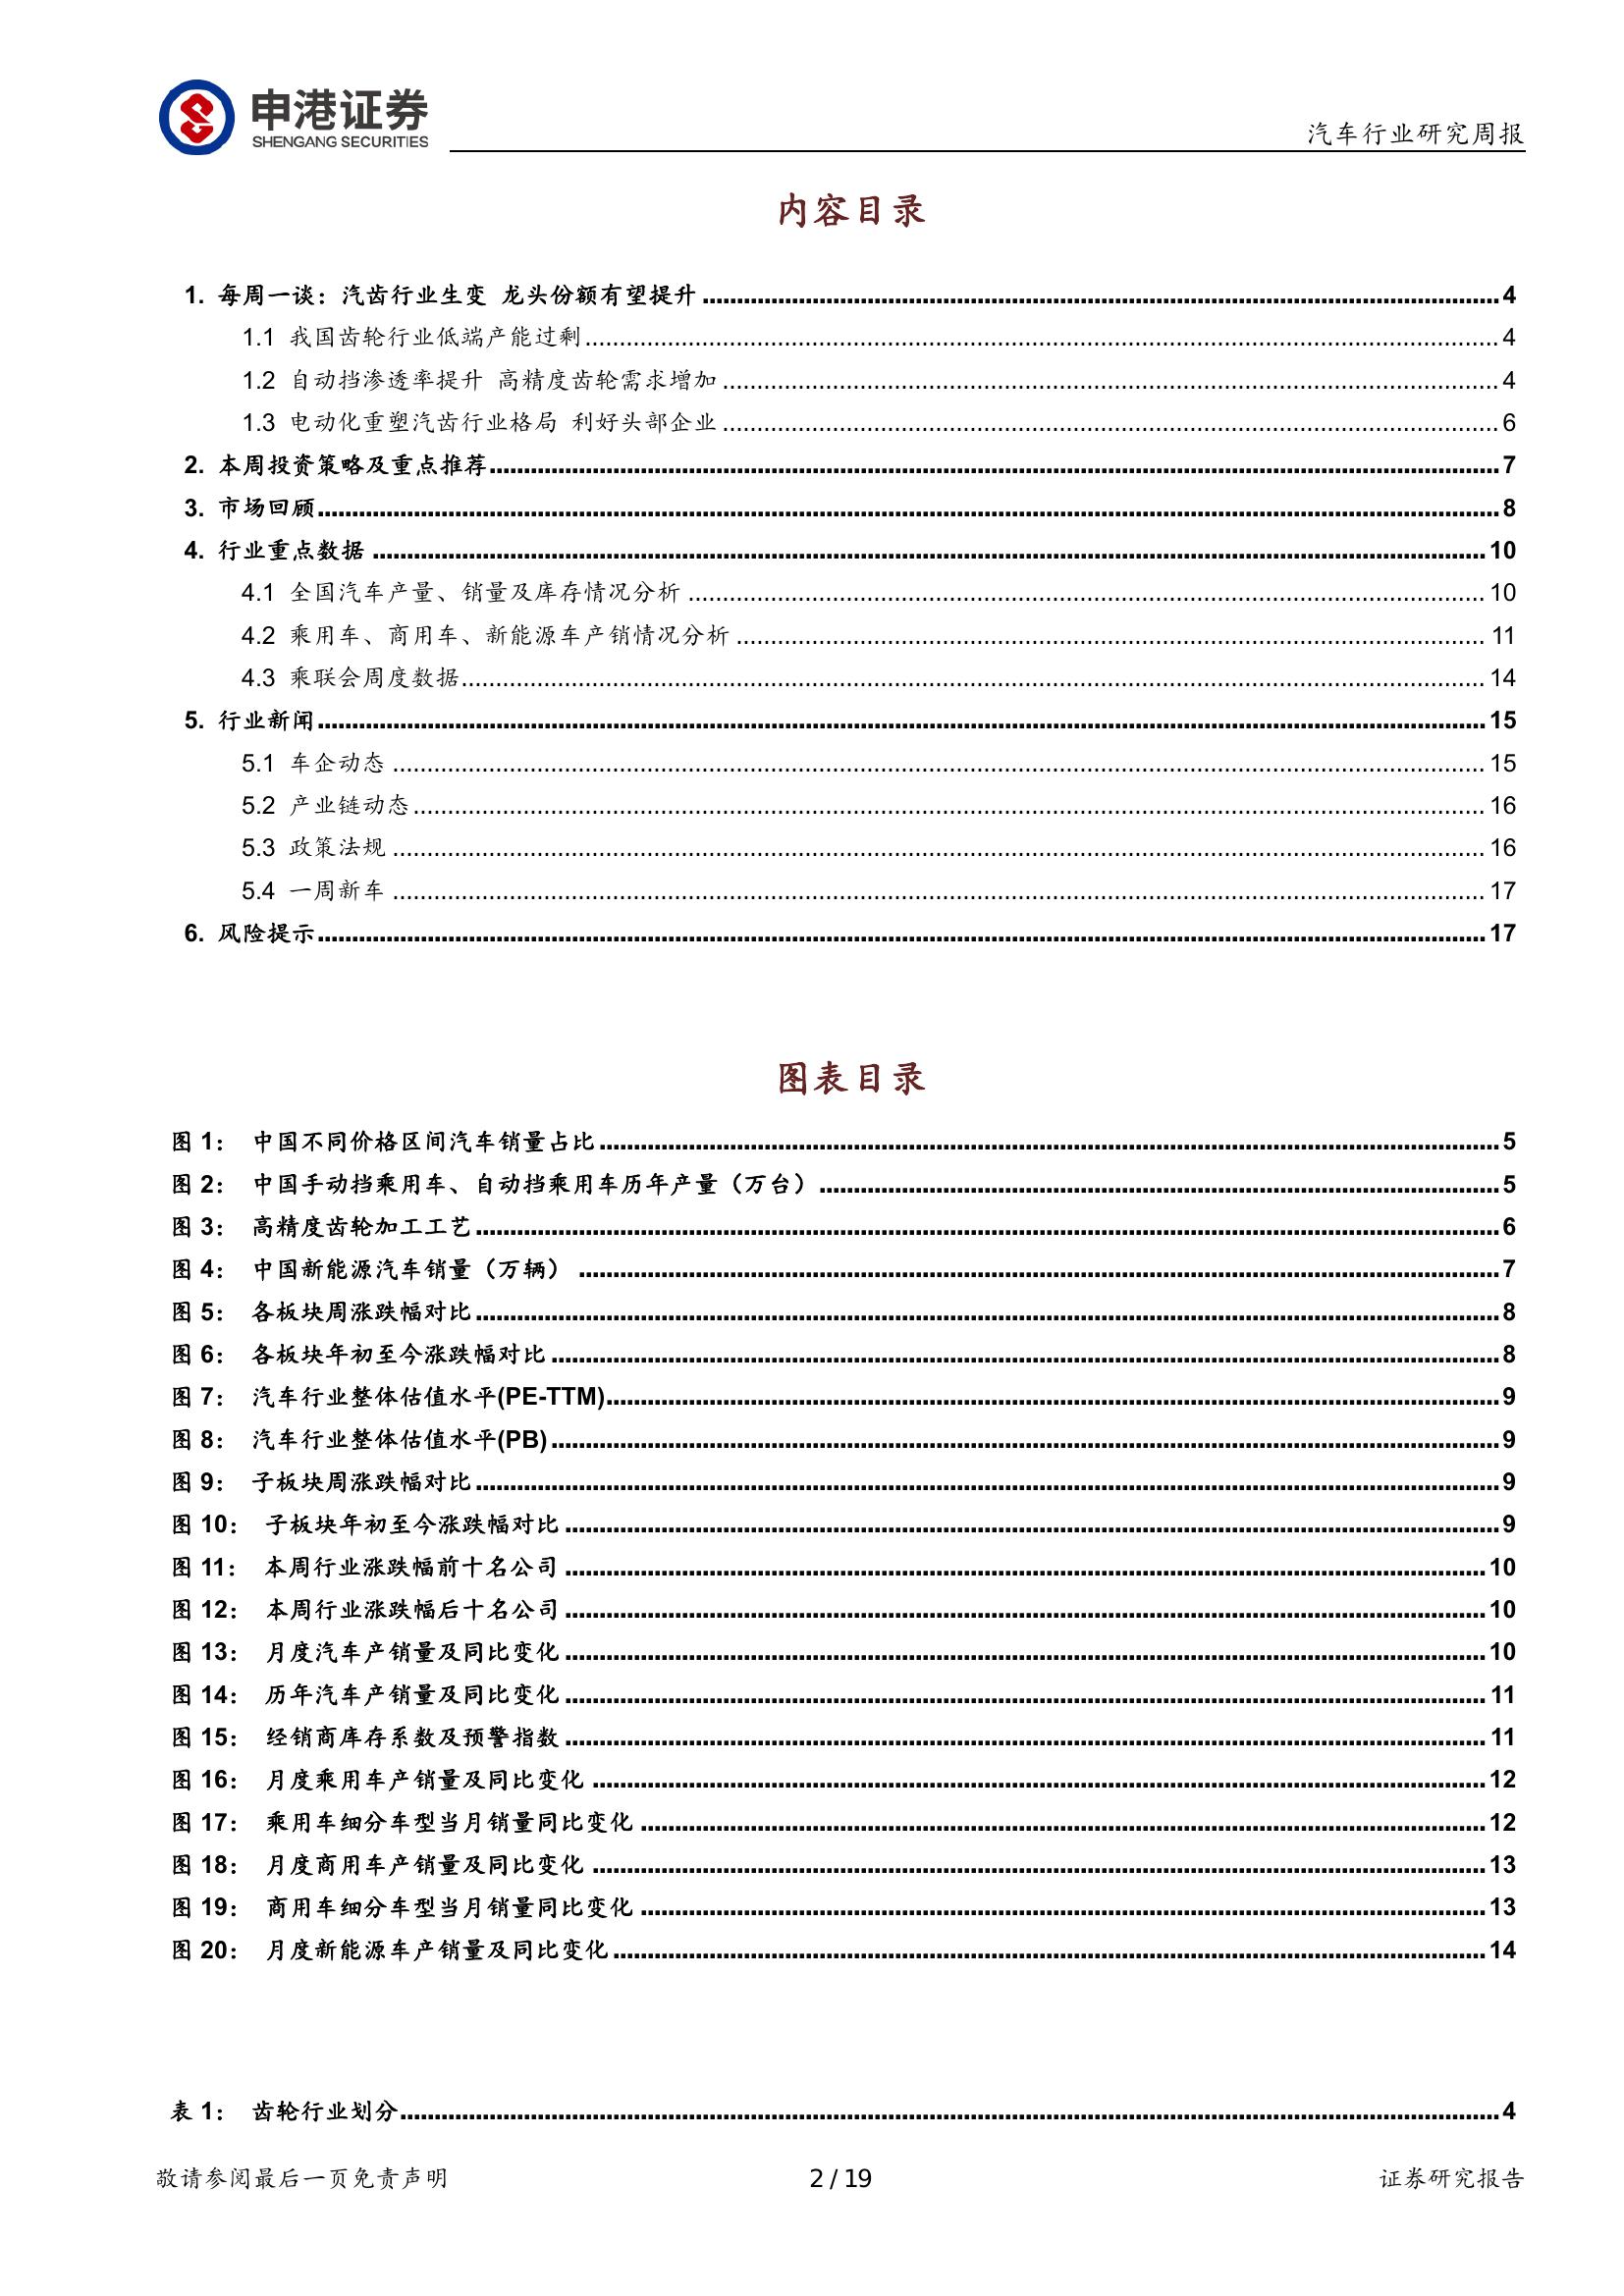 申港证券
SHENGANG SECURITIES
汽车行业研究周报
内容目录
1. 每周一谈：汽齿行业生变 龙头份额有望提升 4
1.1 我国齿轮行业低端产能过剩 4
1.2 自动挡渗透率提升 高精度齿轮需求增加 4
1.3 电动化重塑汽齿行业格局 利好头部企业 6
2. 本周投资策略及重点推荐 7
3. 市场回顾 8
4. 行业重点数据 10
4.1 全国汽车产量、销量及库存情况分析 10
4.2 乘用车、商用车、新能源车产销情况分析 11
4.3 乘联会周度数据 14
5. 行业新闻 15
5.1 车企动态 15
5.2 产业链动态 16
5.3 政策法规 16
5.4 一周新车 17
6. 风险提示 17
图表目录
图 1： 中国不同价格区间汽车销量占比 5
图 2： 中国手动挡乘用车、自动挡乘用车历年产量（万台） 5
图 3： 高精度齿轮加工工艺 6
图 4： 中国新能源汽车销量（万辆） 7
图 5： 各板块周涨跌幅对比 8
图 6： 各板块年初至今涨跌幅对比 8
图 7： 汽车行业整体估值水平(PE-TTM) 9
图 8： 汽车行业整体估值水平(PB) 9
图 9： 子板块周涨跌幅对比 9
图 10： 子板块年初至今涨跌幅对比 9
图 11： 本周行业涨跌幅前十名公司 10
图 12： 本周行业涨跌幅后十名公司 10
图 13： 月度汽车产销量及同比变化 10
图 14： 历年汽车产销量及同比变化 11
图 15： 经销商库存系数及预警指数 11
图 16： 月度乘用车产销量及同比变化 12
图 17： 乘用车细分车型当月销量同比变化 12
图 18： 月度商用车产销量及同比变化 13
图 19： 商用车细分车型当月销量同比变化 13
图 20： 月度新能源车产销量及同比变化 14
表 1： 齿轮行业划分 4
敬请参阅最后一页免责声明
2 / 19
证券研究报告